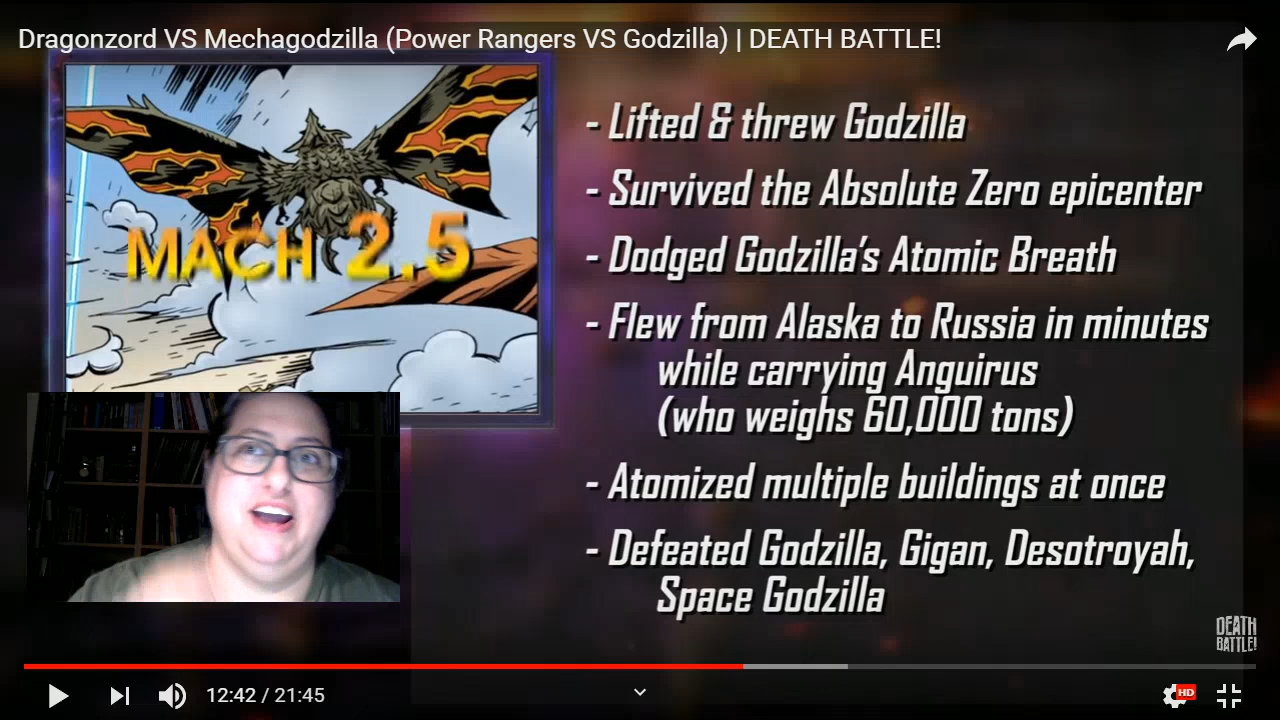 Dragonzord VS Mechagodzilla (Power Rangers VS Godzilla) | DEATH BATTLE!
MACH 2.5
- Lifted & threw Godzilla
- Survived the Absolute Zero epicenter
- Dodged Godzilla's Atomic Breath
- Flew from Alaska to Russia in minutes
while carrying Anguirus
(who weighs 60,000 tons)
- Atomized multiple buildings at once
- Defeated Godzilla, Gigan, Desotroyah,
Space Godzilla
DEATH
BATTLE!
12:42 / 21:45
HD